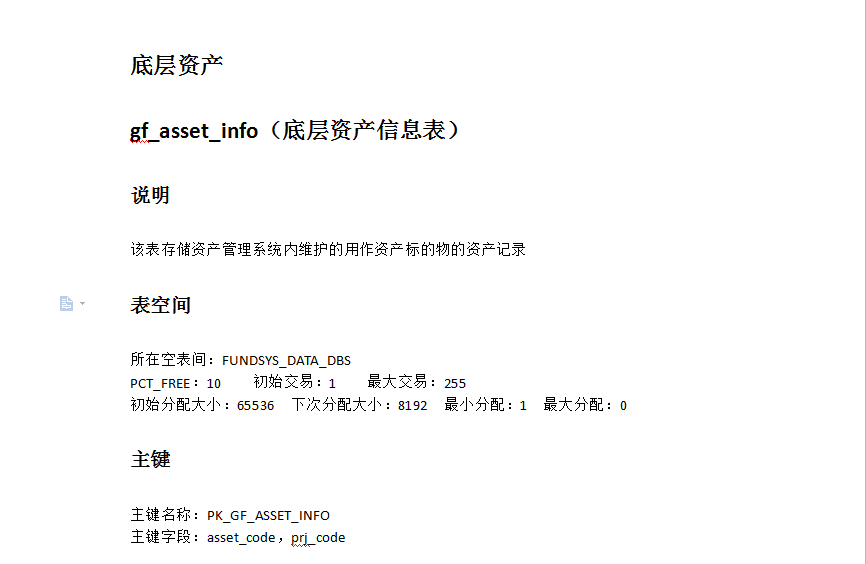 底层资产
gf_asset_info（底层资产信息表）
说明
该表存储资产管理系统内维护的用作资产标的物的资产记录
表空间
所在空表间：FUNDSYS_DATA_DBS
PCT_FREE：10 初始交易：1 最大交易：255
初始分配大小：65536 下次分配大小：8192 最小分配：1 最大分配：0
主键
主键名称：PK_GF_ASSET_INFO
主键字段：asset_code，prj_code